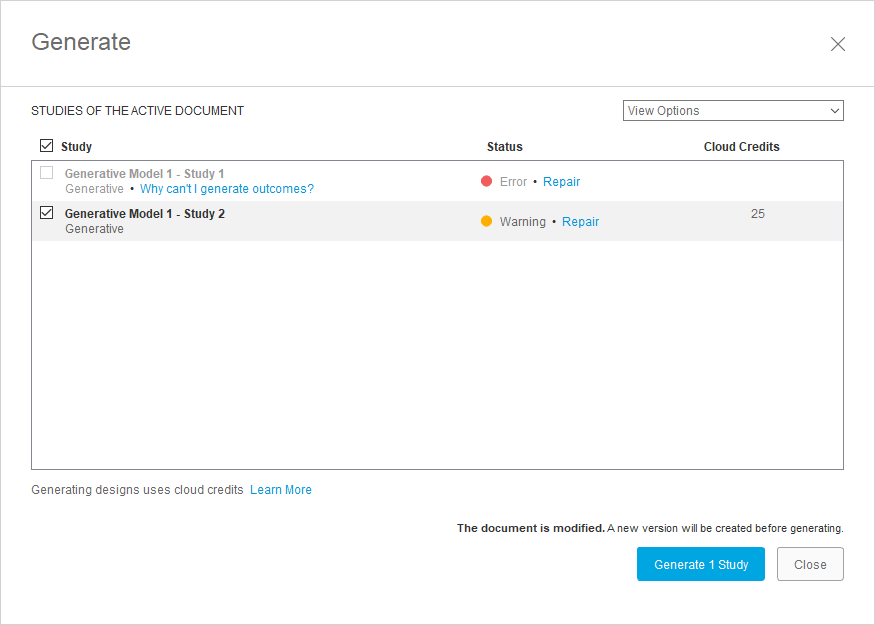 Generate
STUDIES OF THE ACTIVE DOCUMENT
View Options
Study Status Cloud Credits
Generative Model 1 - Study 1
Generative • Why can't I generate outcomes?
Error • Repair
Generative Model 1 - Study 2
Generative
Warning • Repair
25
Generating designs uses cloud credits Learn More
The document is modified. A new version will be created before generating.
Generate 1 Study
Close